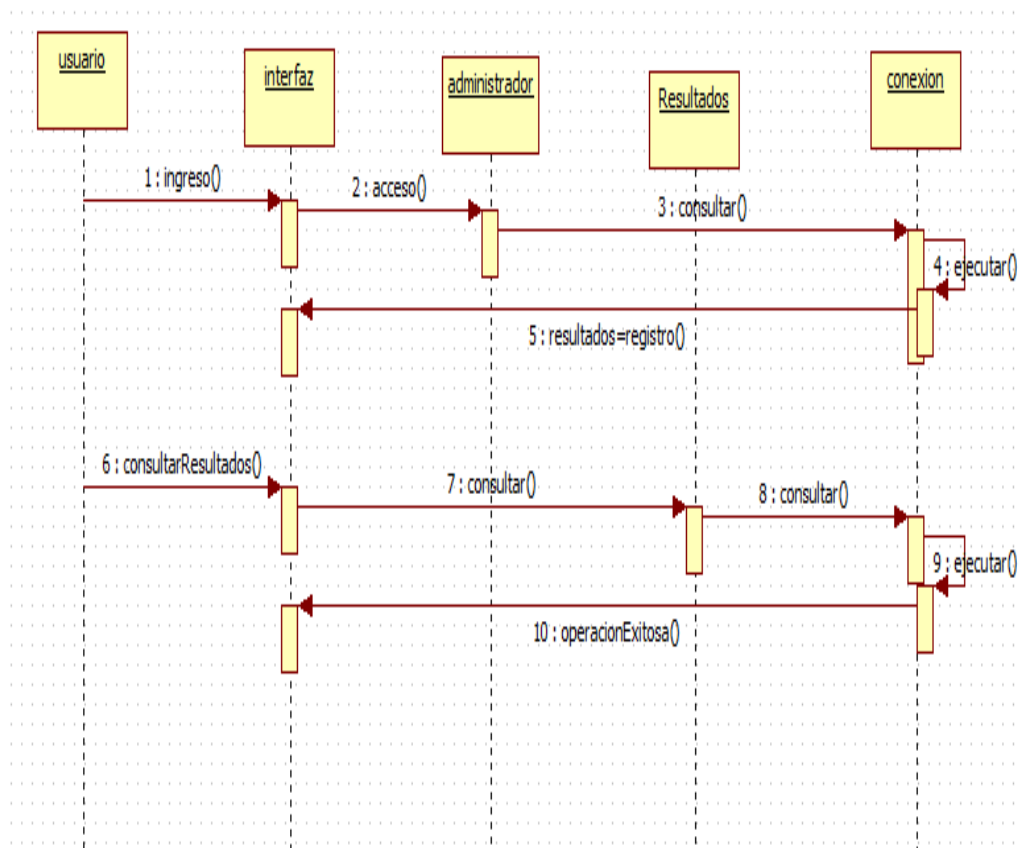 usuario
interfaz
administrador
Resultados
conexion
1 : ingreso()
2 : acceso()
3 : consultar()
4 : ejecutar()
5 : resultados=registro()
6 : consultarResultados()
7 : consultar()
8 : consultar()
9 : ejecutar()
10 : operacionExitosa()